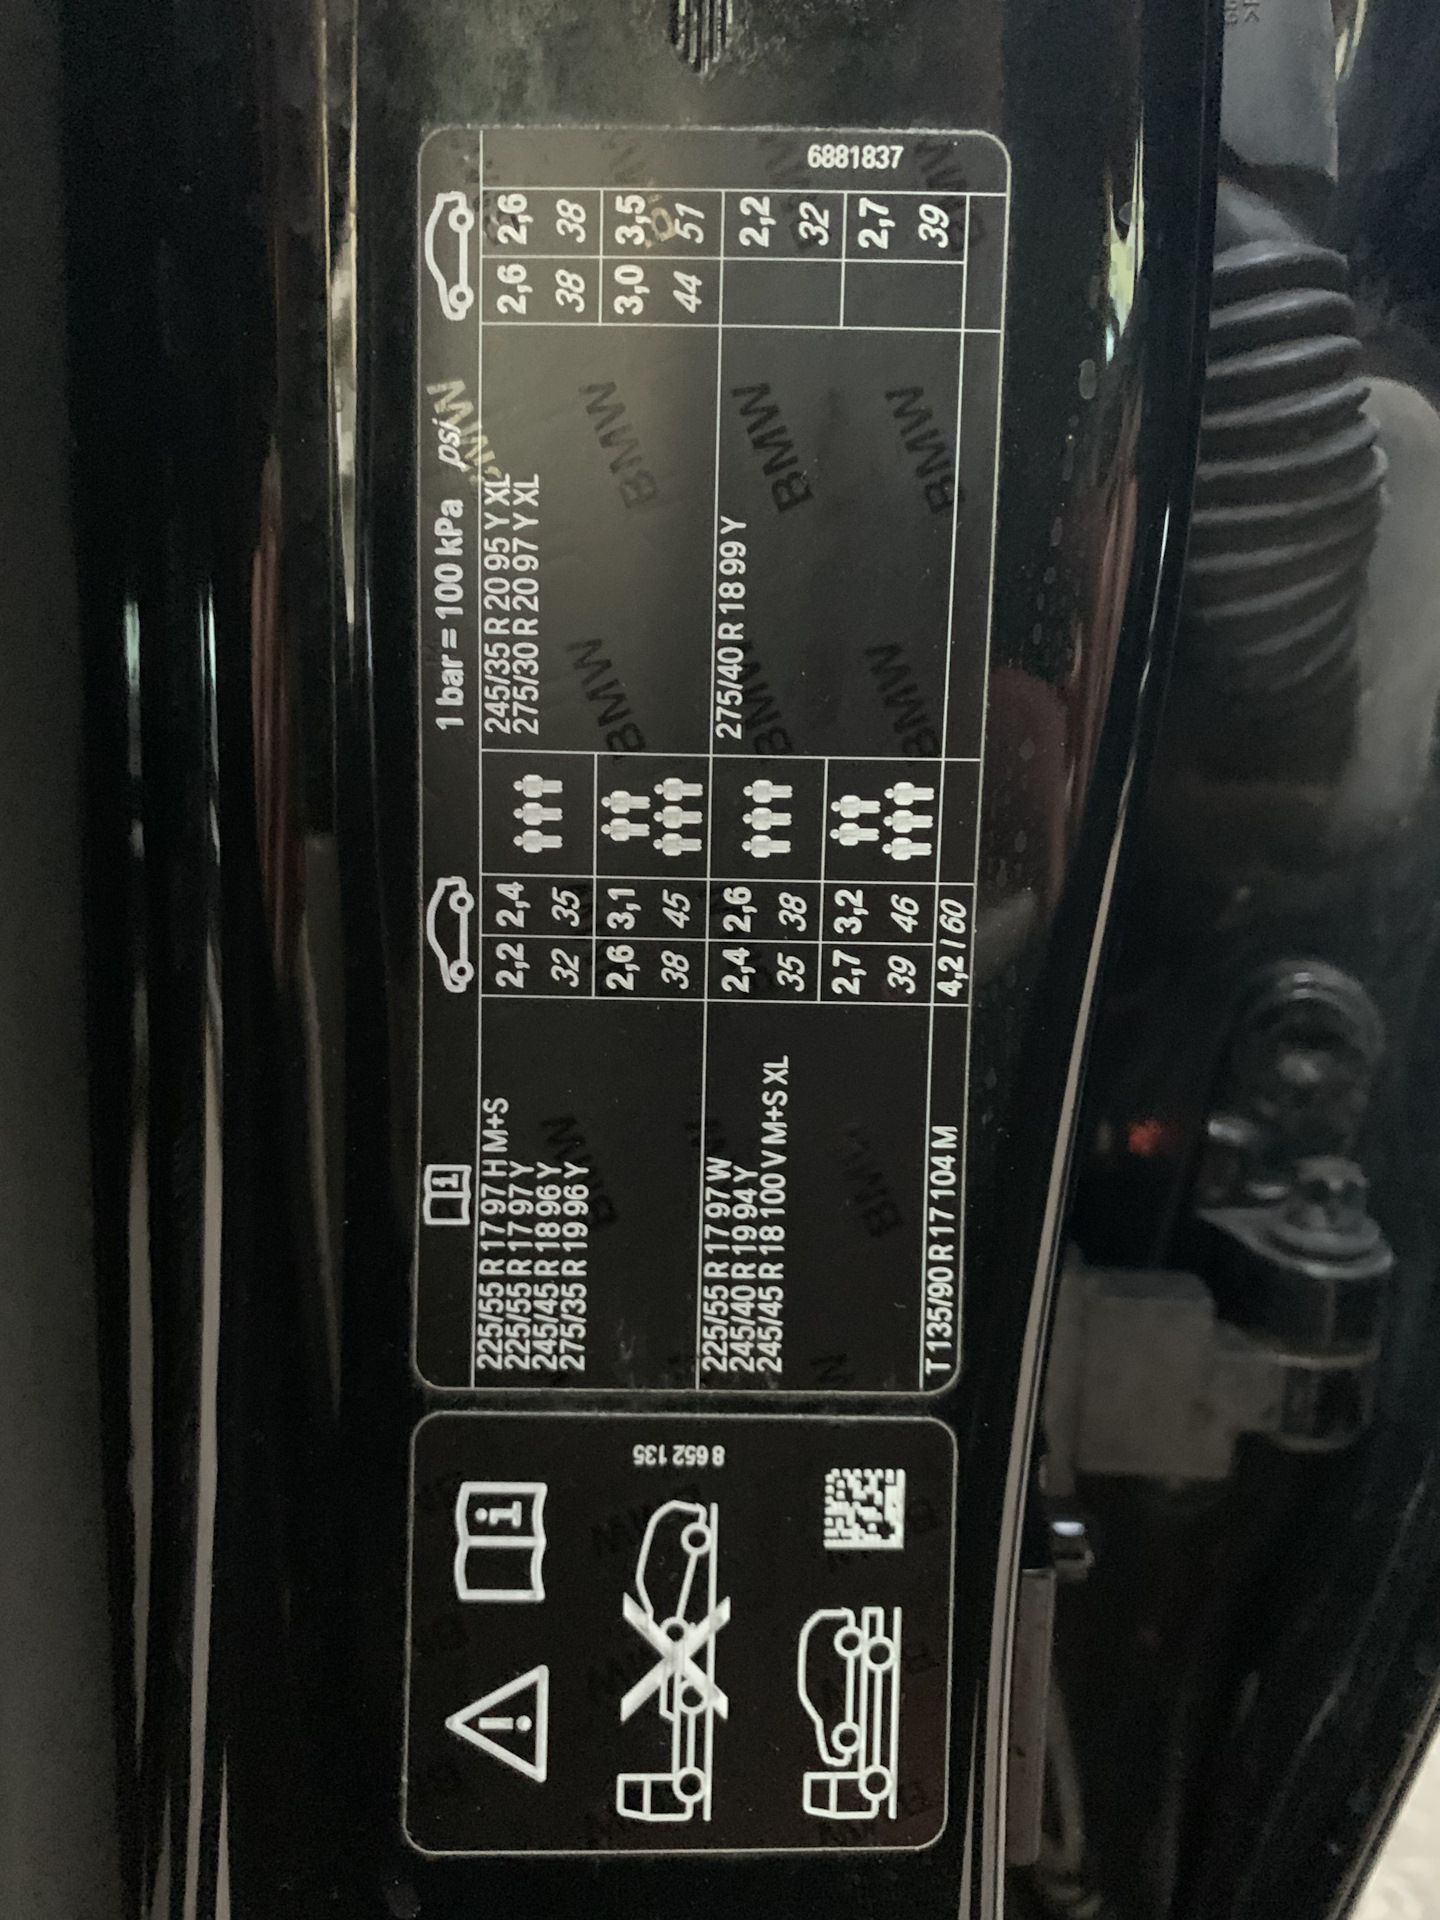 1 bar = 100 kPa psi
225/55 R 17 97 H M+S
225/55 R 17 97 Y
245/45 R 18 96 Y
275/35 R 19 96 Y
2,2 2,4
32 35
2,6 3,1
38 45
245/35 R 20 95 Y XL
275/30 R 20 97 Y XL
2,6 2,6
38 38
3,0 3,5
44 51
225/55 R 17 97 W
245/40 R 19 94 Y
245/45 R 18 100 V M+S XL
2,4 2,6
35 38
2,7 3,2
39 46
275/40 R 18 99 Y
2,2
32
2,7
39
T 135/90 R 17 104 M
4,2 / 60
6881837
8 652 135
BMW
BMW
BMW
BMW
BMW
BMW
BMW
BMW